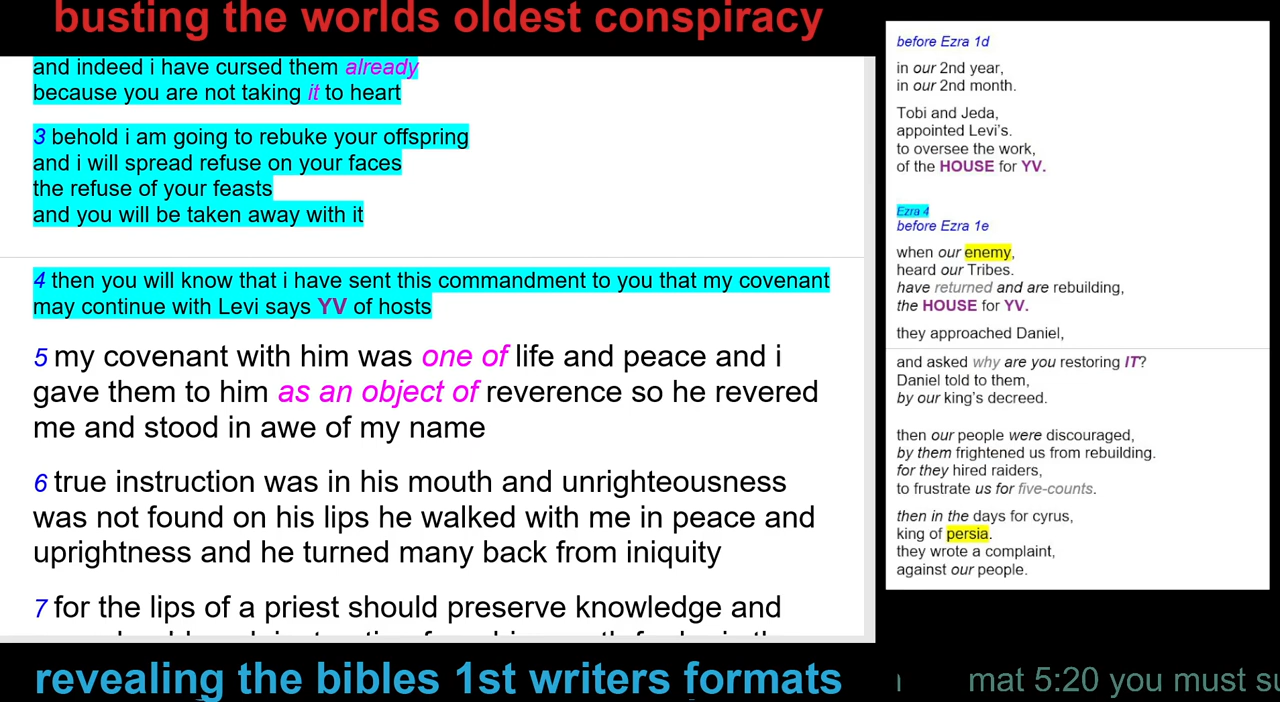 busting the worlds oldest conspiracy
and indeed i have cursed them already
because you are not taking it to heart
3 behold i am going to rebuke your offspring
and i will spread refuse on your faces
the refuse of your feasts
and you will be taken away with it
4 then you will know that i have sent this commandment to you that my covenant
may continue with Levi says YV of hosts
5 my covenant with him was one of life and peace and i
gave them to him as an object of reverence so he revered
me and stood in awe of my name
6 true instruction was in his mouth and unrighteousness
was not found on his lips he walked with me in peace and
uprightness and he turned many back from iniquity
7 for the lips of a priest should preserve knowledge and
before Ezra 1d
in our 2nd year,
in our 2nd month.
Tobi and Jeda,
appointed Levi's.
to oversee the work,
of the HOUSE for YV.
Ezra 4
before Ezra 1e
when our enemy,
heard our Tribes.
have returned and are rebuilding,
the HOUSE for YV.
they approached Daniel,
and asked why are you restoring IT?
Daniel told to them,
by our king's decreed.
then our people were discouraged,
by them frightened us from rebuilding.
for they hired raiders,
to frustrate us for five-counts.
then in the days for cyrus,
king of persia.
they wrote a complaint,
against our people.
revealing the bibles 1st writers formats
mat 5:20 you must su